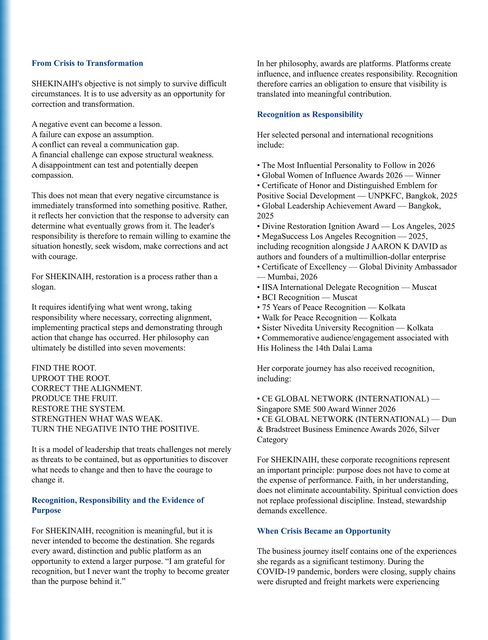 From Crisis to Transformation
SHEKINAIH's objective is not simply to survive difficult
circumstances. It is to use adversity as an opportunity for
correction and transformation.
A negative event can become a lesson.
A failure can expose an assumption.
A conflict can reveal a communication gap.
A financial challenge can expose structural weakness.
A disappointment can test and potentially deepen
compassion.
This does not mean that every negative circumstance is
immediately transformed into something positive. Rather,
it reflects her conviction that the response to adversity can
determine what eventually grows from it. The leader's
responsibility is therefore to remain willing to examine the
situation honestly, seek wisdom, make corrections and act
with courage.
For SHEKINAIH, restoration is a process rather than a
slogan.
It requires identifying what went wrong, taking
responsibility where necessary, correcting alignment,
implementing practical steps and demonstrating through
action that change has occurred. Her philosophy can
ultimately be distilled into seven movements:
FIND THE ROOT.
UPROOT THE ROOT.
CORRECT THE ALIGNMENT.
PRODUCE THE FRUIT.
RESTORE THE SYSTEM.
STRENGTHEN WHAT WAS WEAK.
TURN THE NEGATIVE INTO THE POSITIVE.
It is a model of leadership that treats challenges not merely
as threats to be contained, but as opportunities to discover
what needs to change and then to have the courage to
change it.
Recognition, Responsibility and the Evidence of
Purpose
For SHEKINAIH, recognition is meaningful, but it is
never intended to become the destination. She regards
every award, distinction and public platform as an
opportunity to extend a larger purpose. “I am grateful for
recognition, but I never want the trophy to become greater
than the purpose behind it.”
In her philosophy, awards are platforms. Platforms create
influence, and influence creates responsibility. Recognition
therefore carries an obligation to ensure that visibility is
translated into meaningful contribution.
Recognition as Responsibility
Her selected personal and international recognitions
include:
• The Most Influential Personality to Follow in 2026
• Global Women of Influence Awards 2026 — Winner
• Certificate of Honor and Distinguished Emblem for
Positive Social Development — UNPKFC, Bangkok, 2025
• Global Leadership Achievement Award — Bangkok,
2025
• Divine Restoration Ignition Award — Los Angeles, 2025
• MegaSuccess Los Angeles Recognition — 2025,
including recognition alongside J AARON K DAVID as
authors and founders of a multimillion-dollar enterprise
• Certificate of Excellence — Global Divinity Ambassador
— Mumbai, 2026
• IISA International Delegate Recognition — Muscat
• BCI Recognition — Muscat
• 75 Years of Peace Recognition — Kolkata
• Walk for Peace Recognition — Kolkata
• Sister Nivedita University Recognition — Kolkata
• Commemorative audience/engagement associated with
His Holiness the 14th Dalai Lama
Her corporate journey has also received recognition,
including:
• CE GLOBAL NETWORK (INTERNATIONAL) —
Singapore SME 500 Award Winner 2026
• CE GLOBAL NETWORK (INTERNATIONAL) — Dun
& Bradstreet Business Eminence Awards 2026, Silver
Category
For SHEKINAIH, these corporate recognitions represent
an important principle: purpose does not have to come at
the expense of performance. Faith, in her understanding,
does not eliminate accountability. Spiritual conviction does
not replace professional discipline. Instead, stewardship
demands excellence.
When Crisis Became an Opportunity
The business journey itself contains one of the experiences
she regards as a significant testimony. During the
COVID-19 pandemic, borders were closing, supply chains
were disrupted and freight markets were experiencing